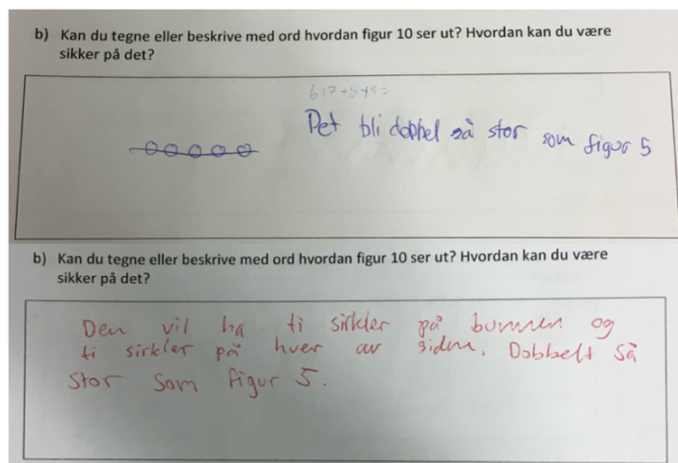 b) Kan du tegne eller beskrive med ord hvordan figur 10 ser ut? Hvordan kan du være
sikker på det?
Det bli dobbel så stor som figur 5
b) Kan du tegne eller beskrive med ord hvordan figur 10 ser ut? Hvordan kan du være
sikker på det?
Den vil ha ti sirkler på bunnen og
ti sirkler på hver av siden. Dobbelt så
stor som figur 5.